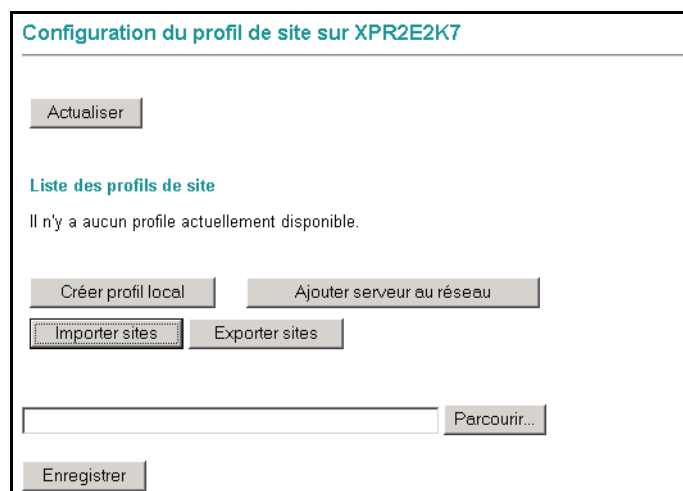 Configuration du profil de site sur XPR2E2K7
Actualiser
Liste des profils de site
Il n'y a aucun profile actuellement disponible.
Créer profil local
Ajouter serveur au réseau
Importer sites
Exporter sites
Parcourir...
Enregistrer